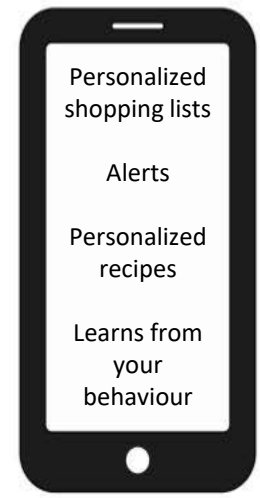 Personalized
shopping lists
Alerts
Personalized
recipes
Learns from
your
behaviour